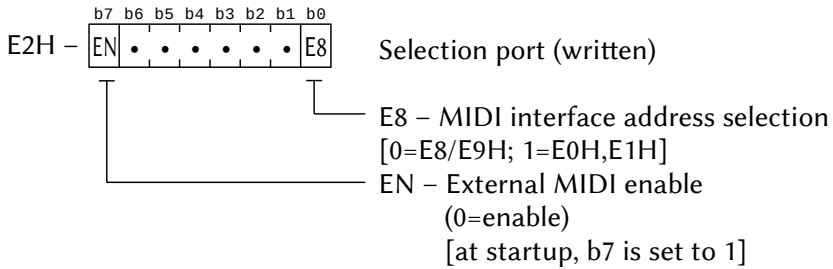 b7 b6 b5 b4 b3 b2 b1 b0
E2H – EN • • • • • • E8 Selection port (written)
E8 – MIDI interface address selection
[0=E8/E9H; 1=E0H,E1H]
EN – External MIDI enable
(0=enable)
[at startup, b7 is set to 1]